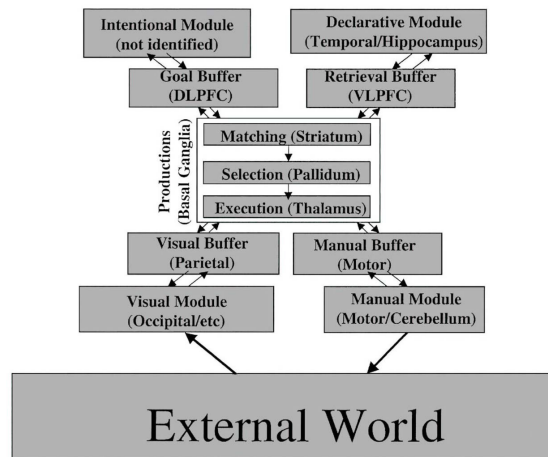 Intentional Module
(not identified)
Declarative Module
(Temporal/Hippocampus)
Goal Buffer
(DLPFC)
Retrieval Buffer
(VLPFC)
Productions
(Basal Ganglia)
Matching (Striatum)
Selection (Pallidum)
Execution (Thalamus)
Visual Buffer
(Parietal)
Manual Buffer
(Motor)
Visual Module
(Occipital/etc)
Manual Module
(Motor/Cerebellum)
External World